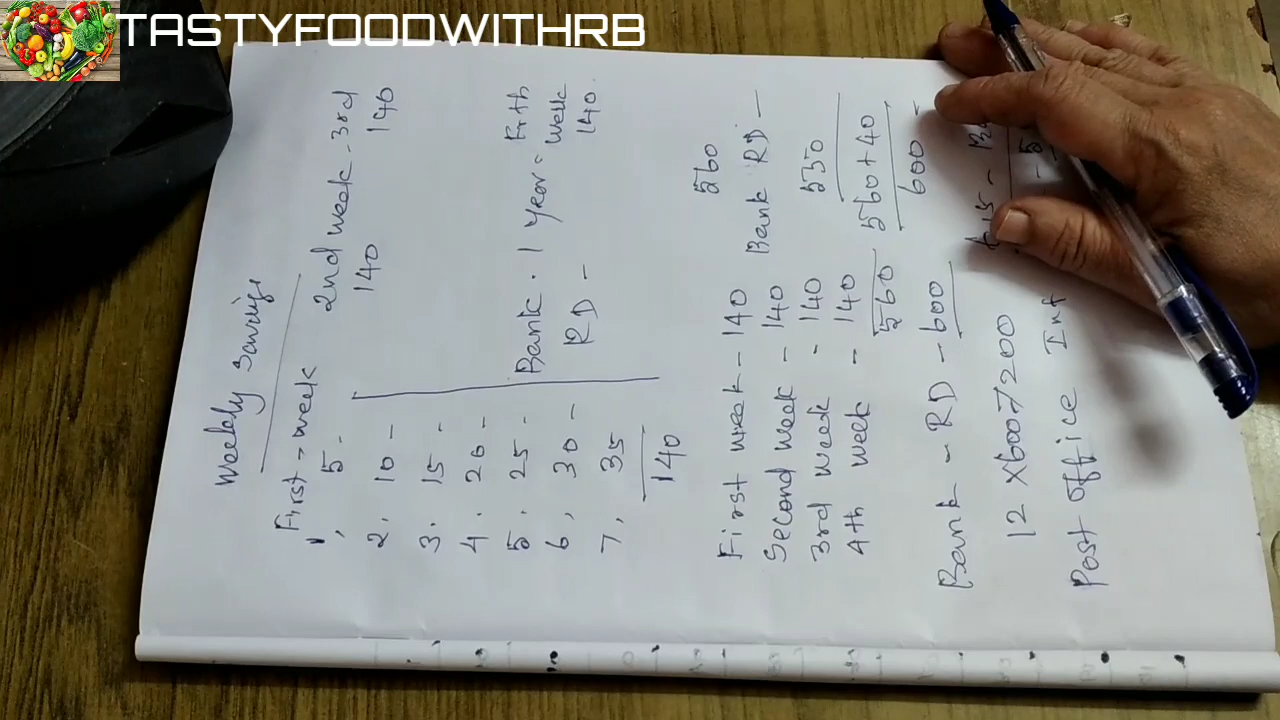 TASTYFOODWITHRB
Weekly Savings
First - week
2nd week - 3rd
1, 5 -
140
140
2, 10 -
3. 15 -
4. 20 -
5. 25 -
6, 30 -
7, 35
140
Bank. 1 year -
RD -
week
140.
First week - 140
Second week - 140
3rd week - 140
4th week - 140
560
560
Bank RD -
530
560+40
600 -
Bank - RD - 600
12 X 600 7200
Post office Int